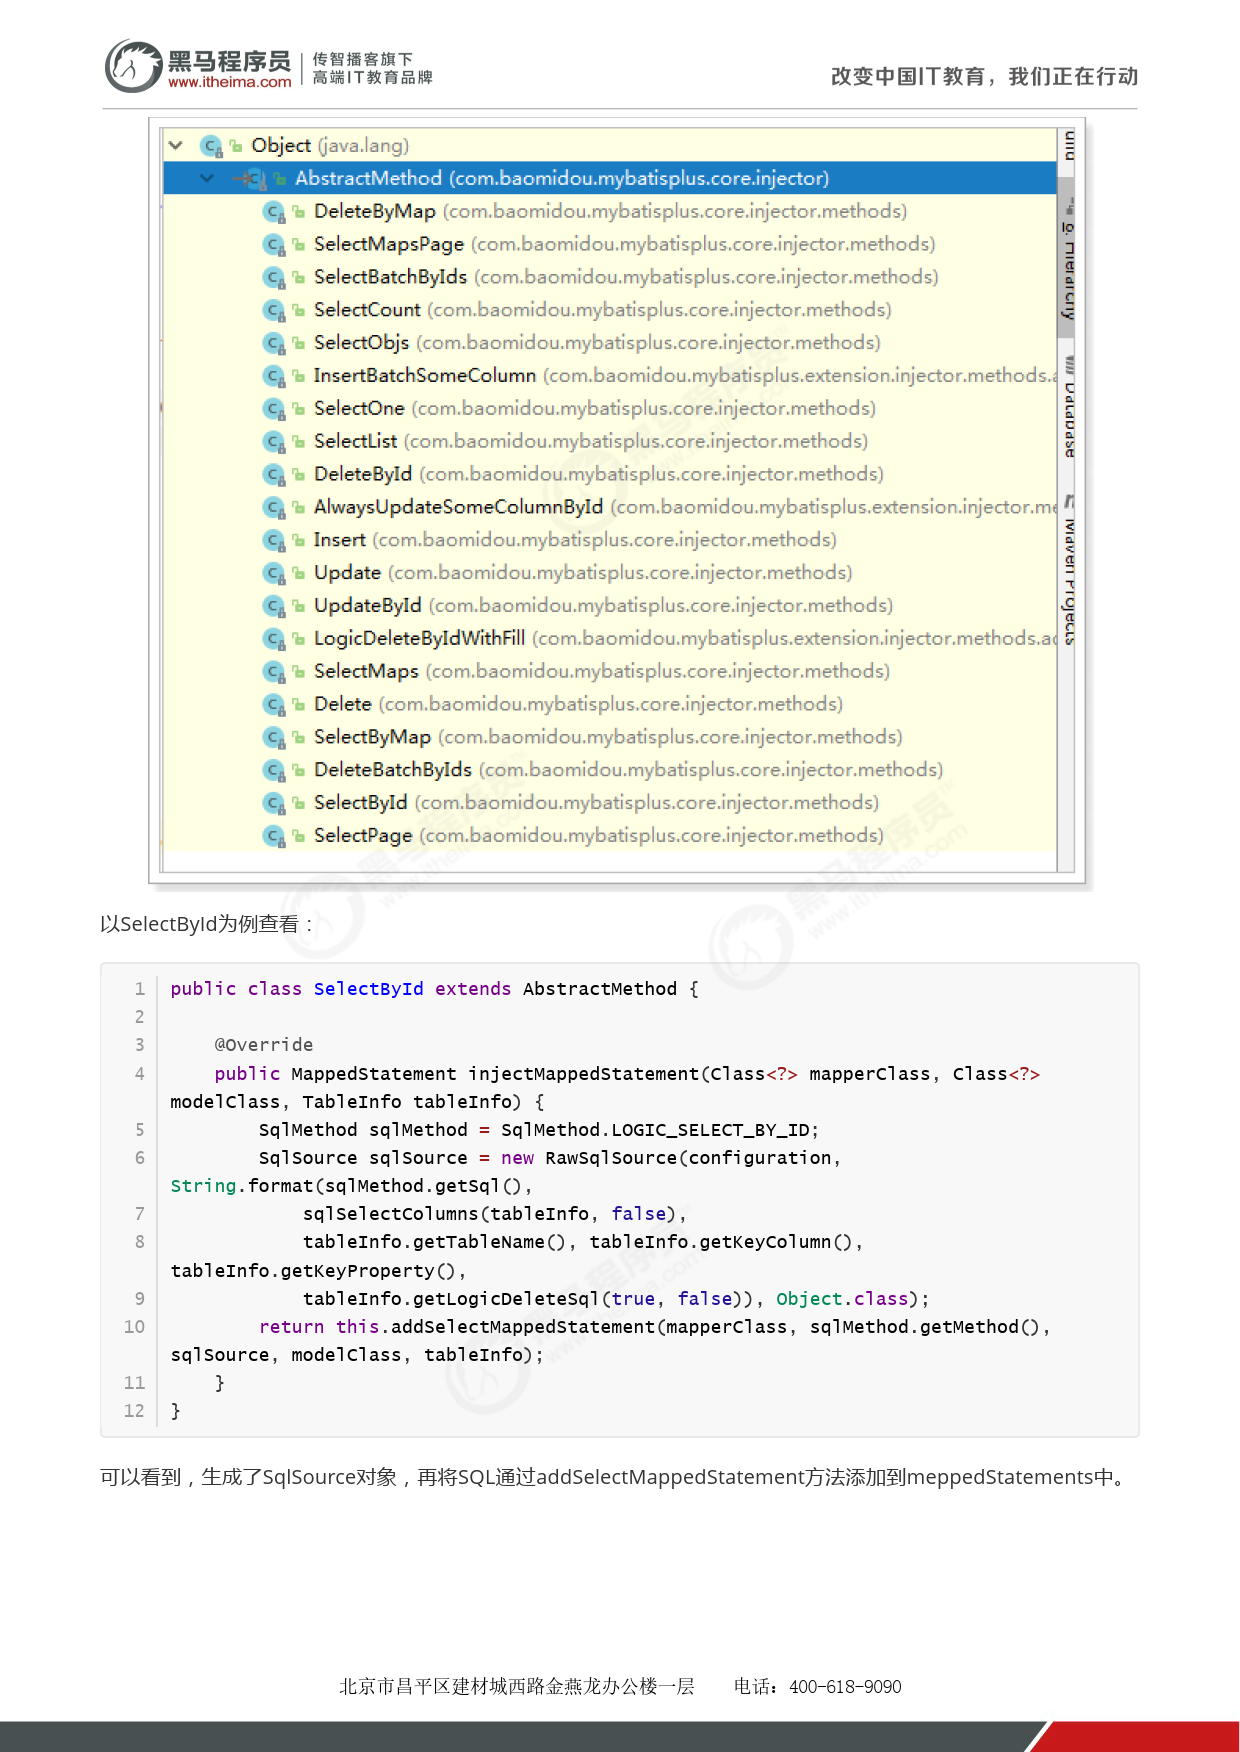 黑马程序员
www.itheima.com
传智播客旗下
高端IT教育品牌
改变中国IT教育，我们正在行动
Object (java.lang)
AbstractMethod (com.baomidou.mybatisplus.core.injector)
DeleteByMap (com.baomidou.mybatisplus.core.injector.methods)
SelectMapsPage (com.baomidou.mybatisplus.core.injector.methods)
SelectBatchByIds (com.baomidou.mybatisplus.core.injector.methods)
SelectCount (com.baomidou.mybatisplus.core.injector.methods)
SelectObjs (com.baomidou.mybatisplus.core.injector.methods)
InsertBatchSomeColumn (com.baomidou.mybatisplus.extension.injector.methods.a
SelectOne (com.baomidou.mybatisplus.core.injector.methods)
SelectList (com.baomidou.mybatisplus.core.injector.methods)
DeleteById (com.baomidou.mybatisplus.core.injector.methods)
AlwaysUpdateSomeColumnById (com.baomidou.mybatisplus.extension.injector.me
Insert (com.baomidou.mybatisplus.core.injector.methods)
Update (com.baomidou.mybatisplus.core.injector.methods)
UpdateById (com.baomidou.mybatisplus.core.injector.methods)
LogicDeleteByIdWithFill (com.baomidou.mybatisplus.extension.injector.methods.ad
SelectMaps (com.baomidou.mybatisplus.core.injector.methods)
Delete (com.baomidou.mybatisplus.core.injector.methods)
SelectByMap (com.baomidou.mybatisplus.core.injector.methods)
DeleteBatchByIds (com.baomidou.mybatisplus.core.injector.methods)
SelectById (com.baomidou.mybatisplus.core.injector.methods)
SelectPage (com.baomidou.mybatisplus.core.injector.methods)
Hierarchy
Database
Maven Projects
以SelectById为例查看：
1 public class SelectById extends AbstractMethod {
2
3 @Override
4 public MappedStatement injectMappedStatement(Class<?> mapperClass, Class<?>
modelClass, TableInfo tableInfo) {
5 SqlMethod sqlMethod = SqlMethod.LOGIC_SELECT_BY_ID;
6 SqlSource sqlSource = new RawSqlSource(configuration,
String.format(sqlMethod.getSql(),
7 sqlSelectColumns(tableInfo, false),
8 tableInfo.getTableName(), tableInfo.getKeyColumn(),
tableInfo.getKeyProperty(),
9 tableInfo.getLogicDeleteSql(true, false)), Object.class);
10 return this.addSelectMappedStatement(mapperClass, sqlMethod.getMethod(),
sqlSource, modelClass, tableInfo);
11 }
12 }
可以看到，生成了SqlSource对象，再将SQL通过addSelectMappedStatement方法添加到meppedStatements中。
北京市昌平区建材城西路金燕龙办公楼一层 电话：400-618-9090